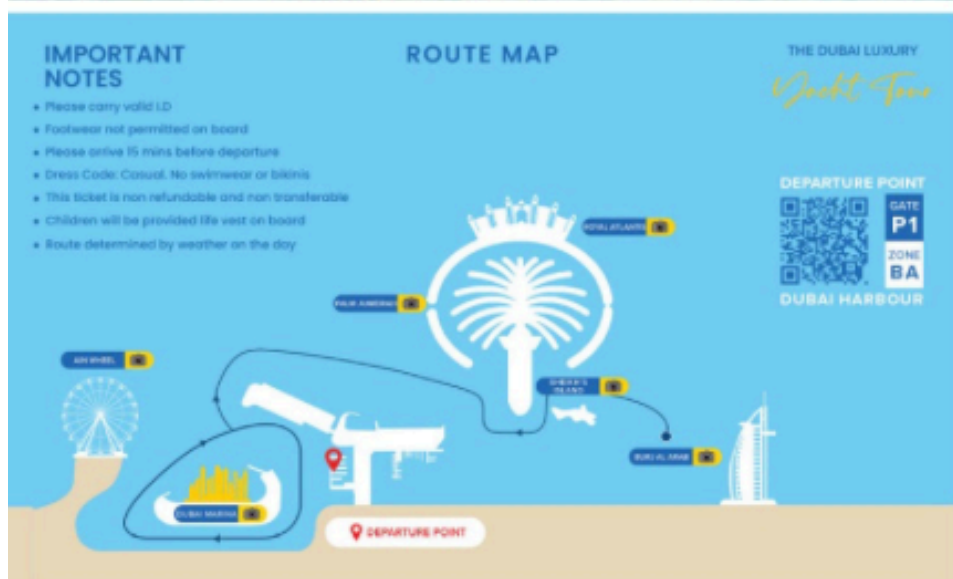 IMPORTANT
NOTES
Please carry valid I.D
Footwear not permitted on board
Please arrive 15 mins before departure
Dress Code: Casual. No swimwear or bikinis
This ticket is non refundable and non transferable
Children will be provided life vest on board
Route determined by weather on the day
ROUTE MAP
THE DUBAI LUXURY
Yacht Tour
DEPARTURE POINT
GATE
P1
ZONE
BA
DUBAI HARBOUR
ROYAL ATLANTIS
PALM JUMEIRAH
AIN WHEEL
SHEIKH'S
ISLAND
BURJ AL ARAB
DUBAI MARINA
DEPARTURE POINT